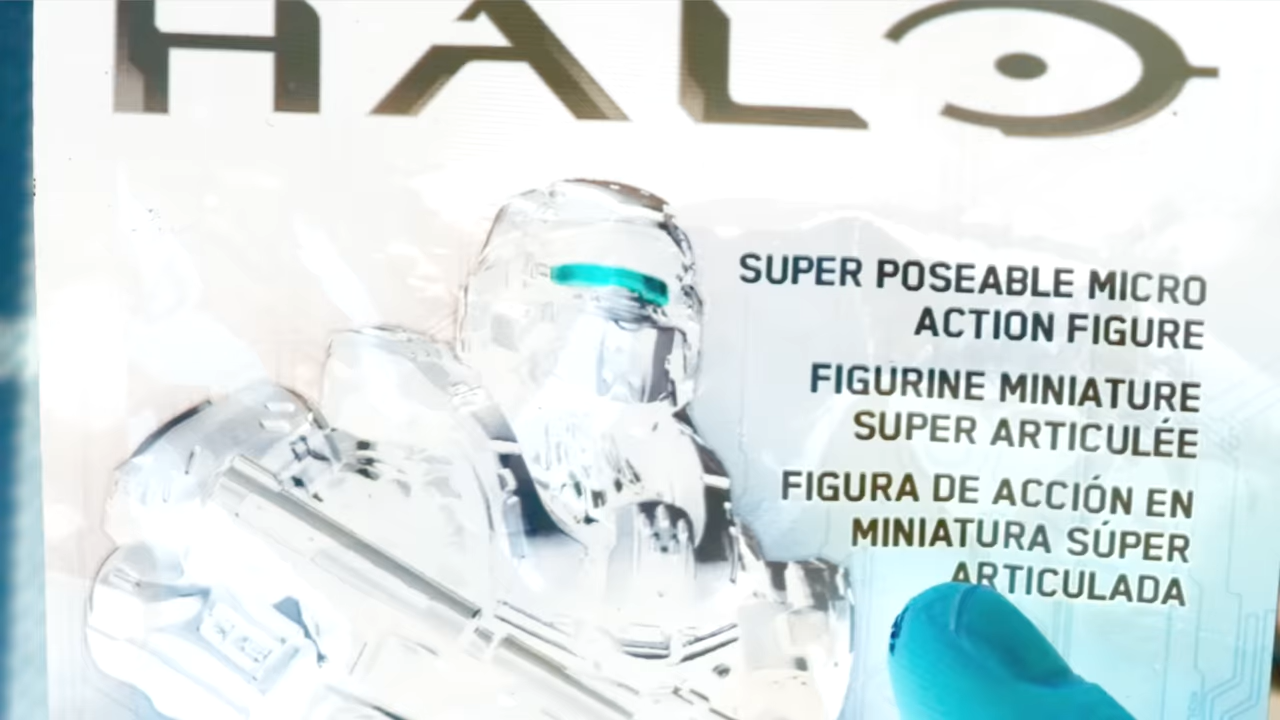 HALO
SUPER POSEABLE MICRO
ACTION FIGURE
FIGURINE MINIATURE
SUPER ARTICULÉE
FIGURA DE ACCIÓN EN
MINIATURA SÚPER
ARTICULADA